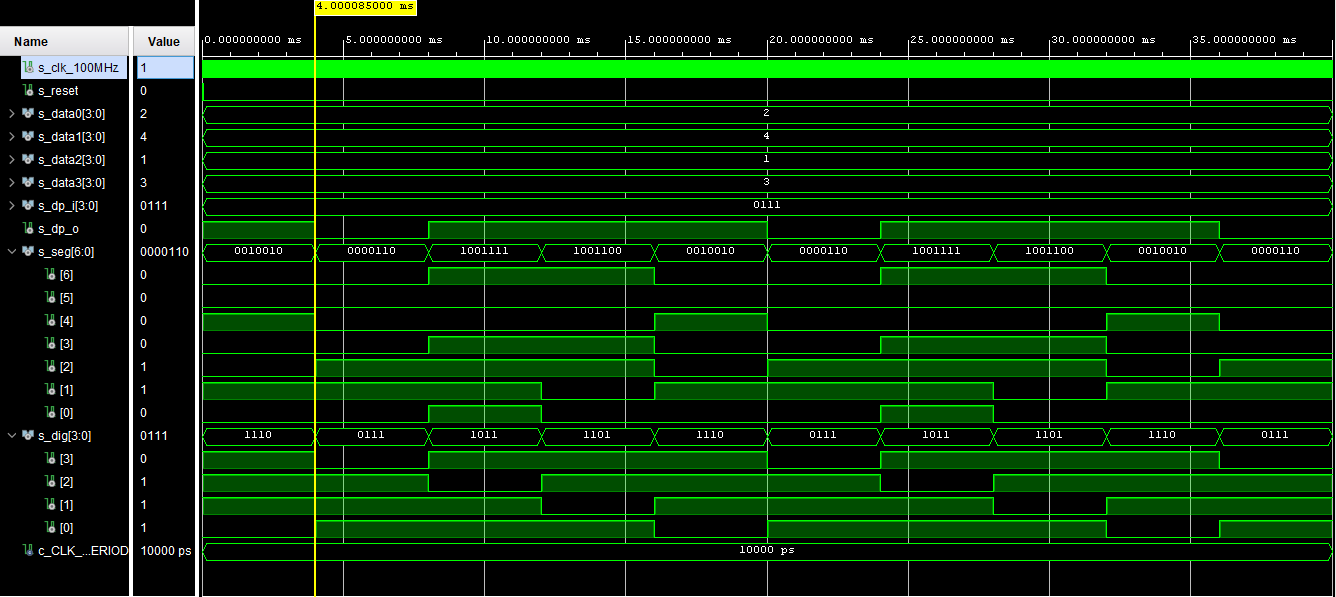 4.000085000 ms
Name Value 0.000000000 ms 5.000000000 ms 10.000000000 ms 15.000000000 ms 20.000000000 ms 25.000000000 ms 30.000000000 ms 35.000000000 ms
s_clk_100MHz 1
s_reset 0
s_data0[3:0] 2 2
s_data1[3:0] 4 4
s_data2[3:0] 1 1
s_data3[3:0] 3 3
s_dp_i[3:0] 0111 0111
s_dp_o 0
s_seg[6:0] 0000110 0010010 0000110 1001111 1001100 0010010 0000110 1001111 1001100 0010010 0000110
[6] 0
[5] 0
[4] 0
[3] 0
[2] 1
[1] 1
[0] 0
s_dig[3:0] 0111 1110 0111 1011 1101 1110 0111 1011 1101 1110 0111
[3] 0
[2] 1
[1] 1
[0] 1
c_CLK_...ERIOD 10000 ps 10000 ps